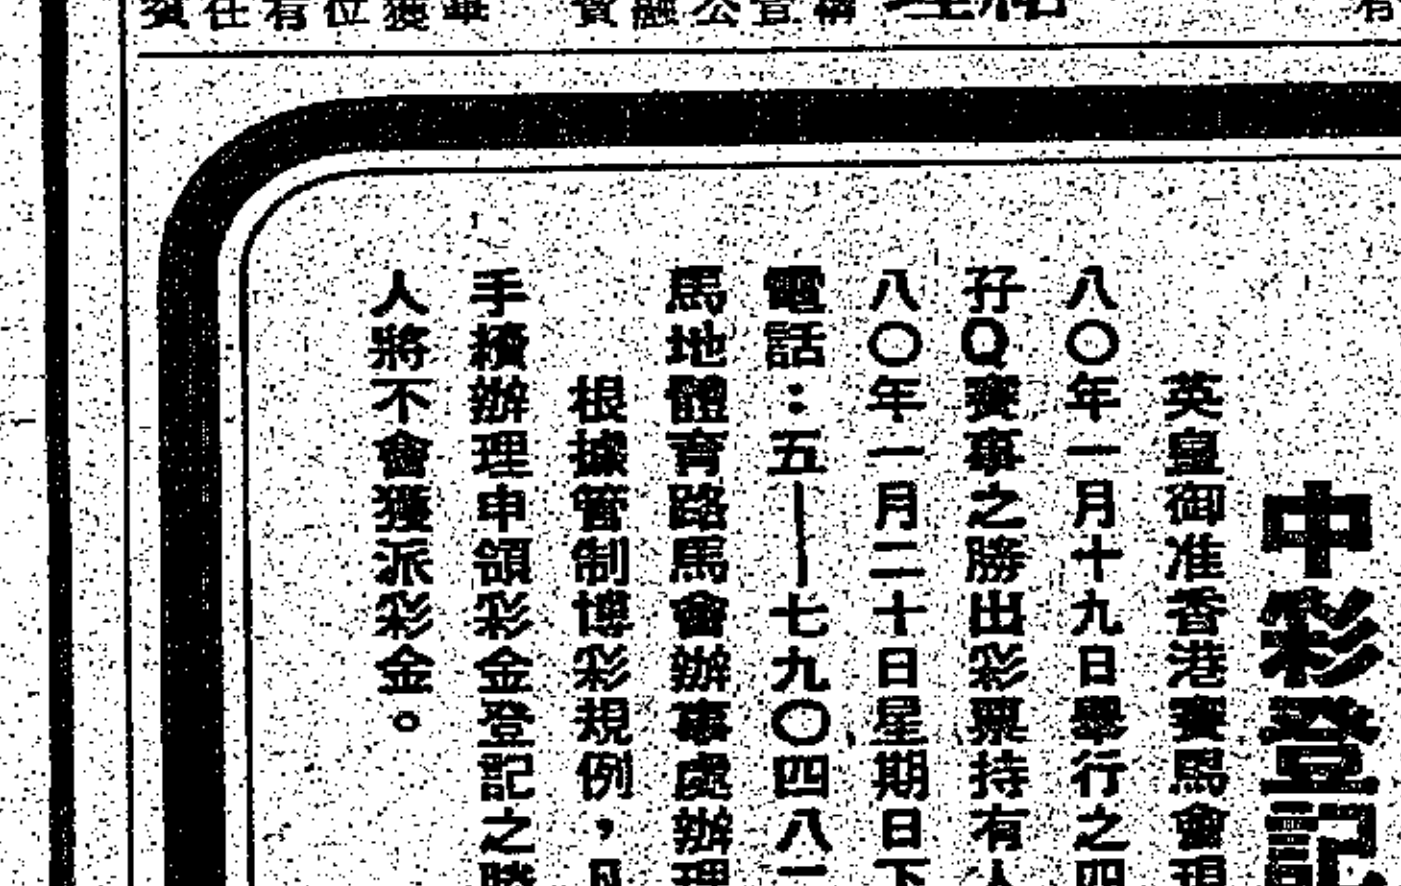 中彩登記
英皇御准香港賽馬會現
八〇年一月十九日舉行之四
孖Q賽事之勝出彩票持有人
八〇年一月二十日星期日下
電話：五—七九〇四八一
馬地體育路馬會辦事處辦理
根據管制博彩規例，凡
手續辦理申領彩金登記之勝
人將不會獲派彩金。